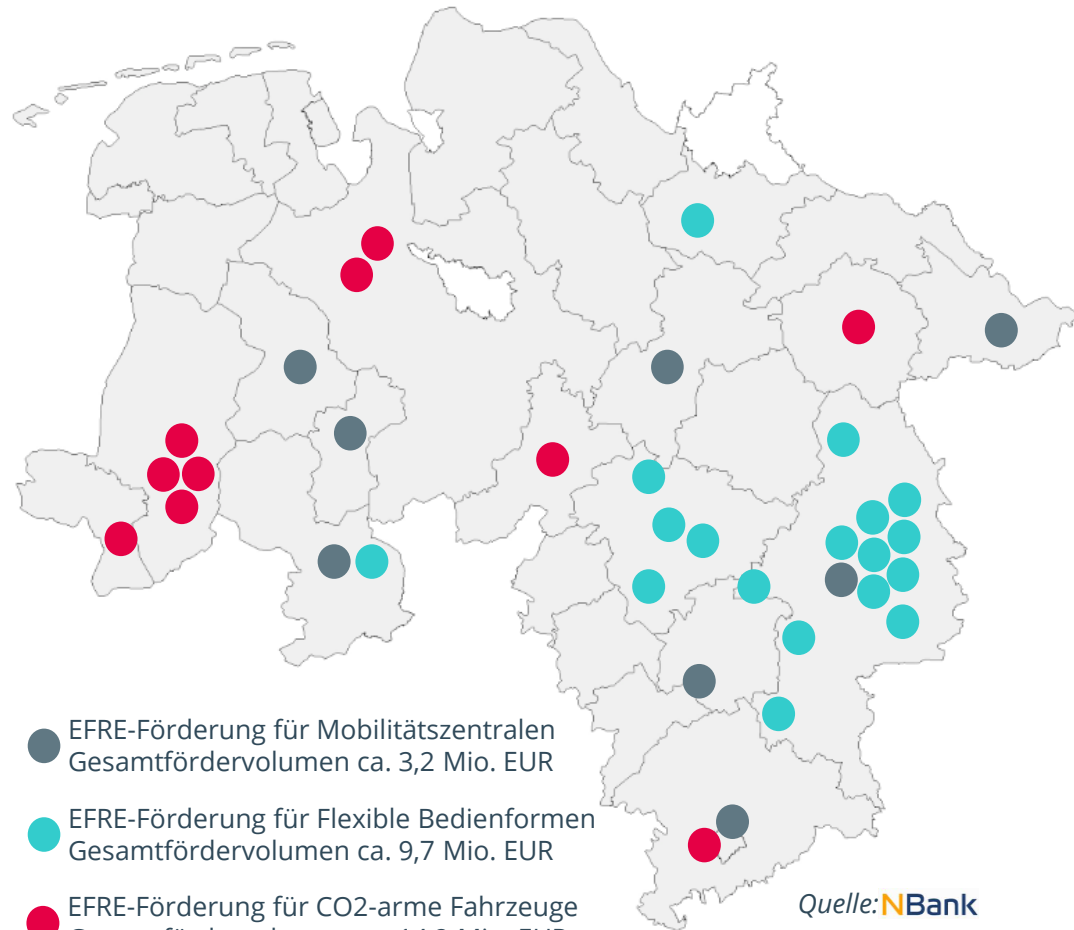 EFRE-Förderung für Mobilitätszentralen
Gesamtfördervolumen ca. 3,2 Mio. EUR
EFRE-Förderung für Flexible Bedienformen
Gesamtfördervolumen ca. 9,7 Mio. EUR
EFRE-Förderung für CO2-arme Fahrzeuge
Quelle: NBank